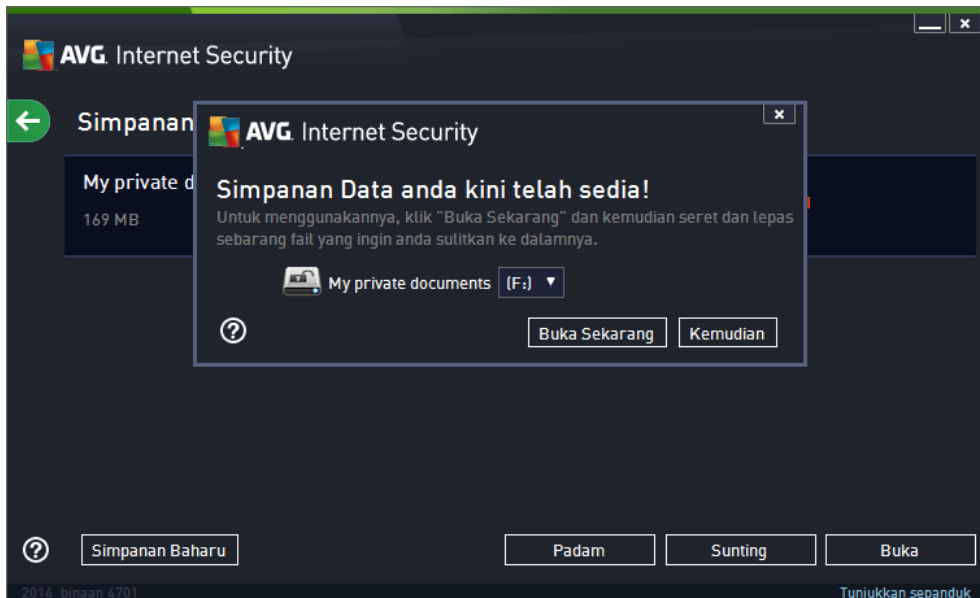 AVG. Internet Security
Simpanan
My private d
169 MB
AVG. Internet Security
Simpanan Data anda kini telah sedia!
Untuk menggunakannya, klik "Buka Sekarang" dan kemudian seret dan lepas
sebarang fail yang ingin anda sulitkan ke dalamnya.
My private documents (F:)
Buka Sekarang Kemudian
Simpanan Baharu Padam Sunting Buka
2014 binaan 4701 Tunjukkan sepanduk